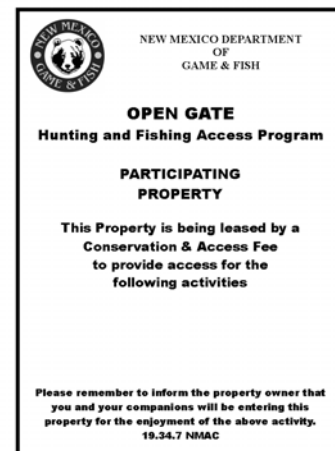 NEW MEXICO
GAME & FISH
NEW MEXICO DEPARTMENT
OF
GAME & FISH
OPEN GATE
Hunting and Fishing Access Program
PARTICIPATING
PROPERTY
This Property is being leased by a
Conservation & Access Fee
to provide access for the
following activities
Please remember to inform the property owner that
you and your companions will be entering this
property for the enjoyment of the above activity.
19.34.7 NMAC